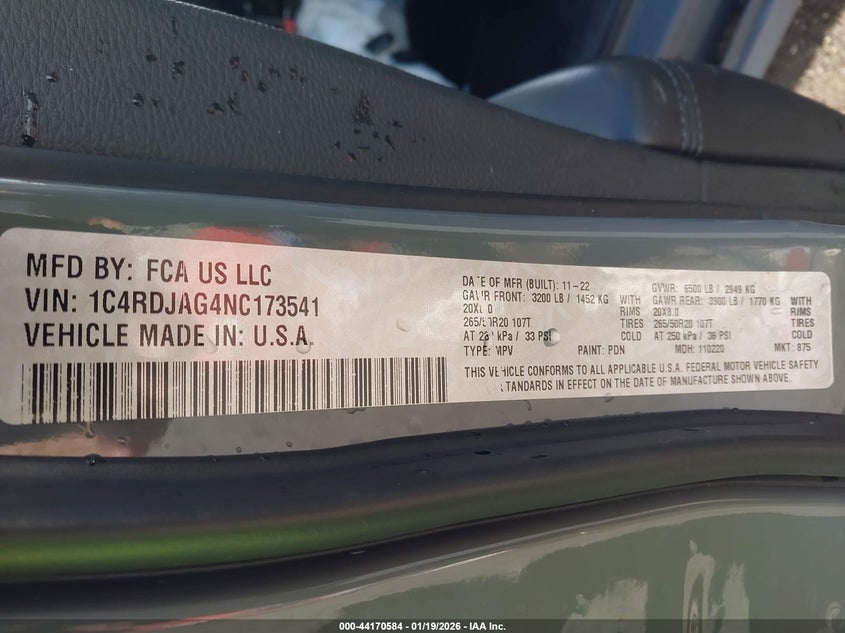 MFD BY: FCA US LLC
VIN: 1C4RDJAG4NC173541
VEHICLE MADE IN: U.S.A.
DATE OF MFR (BUILT): 11-22 GVWR: 6500 LB / 2949 KG
GAWR FRONT: 3200 LB / 1452 KG WITH GAWR REAR: 3900 LB / 1770 KG WITH
RIMS 20X8.0 RIMS
265/50R20 107T TIRES 265/50R20 107T TIRES
AT kPa / 33 PSI COLD AT 250 kPa / 36 PSI COLD
TYPE: MPV PAINT: PDN MDH: 110220 MKT: 875
THIS VEHICLE CONFORMS TO ALL APPLICABLE U.S.A. FEDERAL MOTOR VEHICLE SAFETY
STANDARDS IN EFFECT ON THE DATE OF MANUFACTURE SHOWN ABOVE.
000-44170584 - 01/19/2026 - IAA Inc.